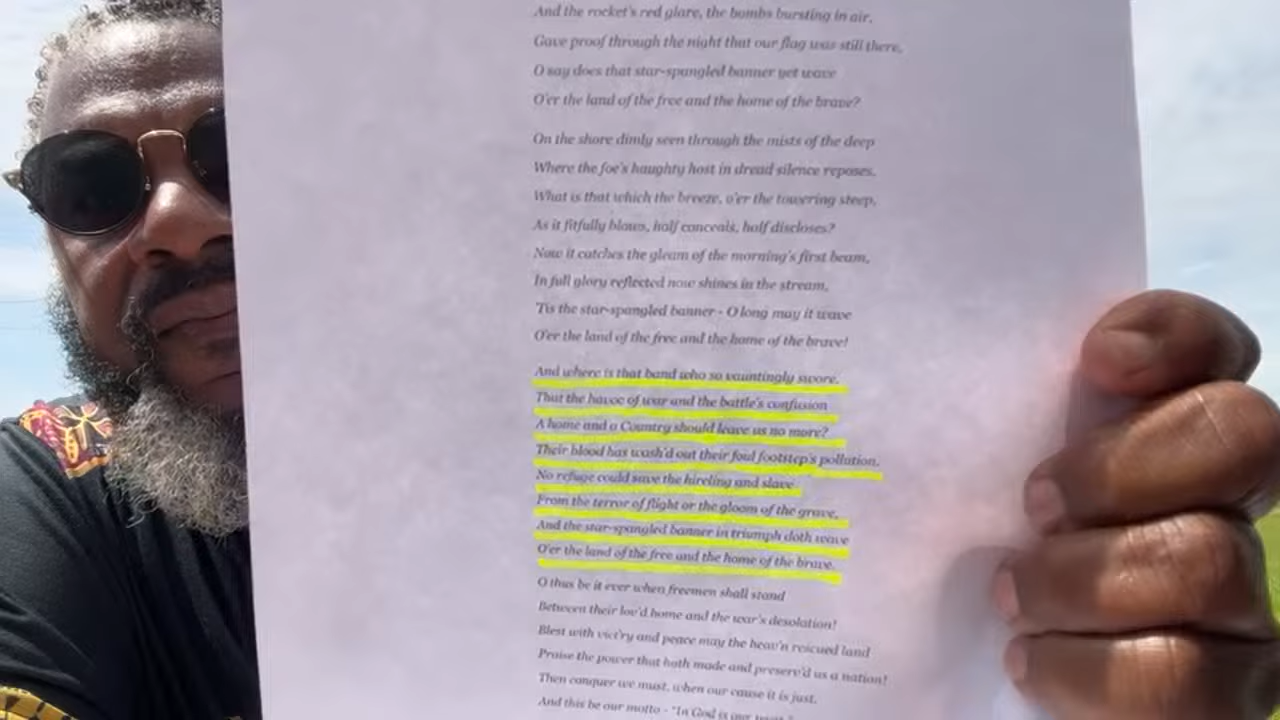 And the rocket's red glare, the bombs bursting in air,
Gave proof through the night that our flag was still there,
O say does that star-spangled banner yet wave
O'er the land of the free and the home of the brave?
On the shore dimly seen through the mists of the deep
Where the foe's haughty host in dread silence reposes,
What is that which the breeze, o'er the towering steep,
As it fitfully blows, half conceals, half discloses?
Now it catches the gleam of the morning's first beam,
In full glory reflected now shines in the stream,
'Tis the star-spangled banner - O long may it wave
O'er the land of the free and the home of the brave!
And where is that band who so vauntingly swore,
That the havoc of war and the battle's confusion
A home and a Country should leave us no more?
Their blood has wash'd out their foul footstep's pollution.
No refuge could save the hireling and slave
From the terror of flight or the gloom of the grave,
And the star-spangled banner in triumph doth wave
O'er the land of the free and the home of the brave.
O thus be it ever when freemen shall stand
Between their lov'd home and the war's desolation!
Blest with vict'ry and peace may the heav'n rescued land
Praise the power that hath made and preserv'd us a nation!
Then conquer we must, when our cause it is just,
And this be our motto - "In God is our trust,"